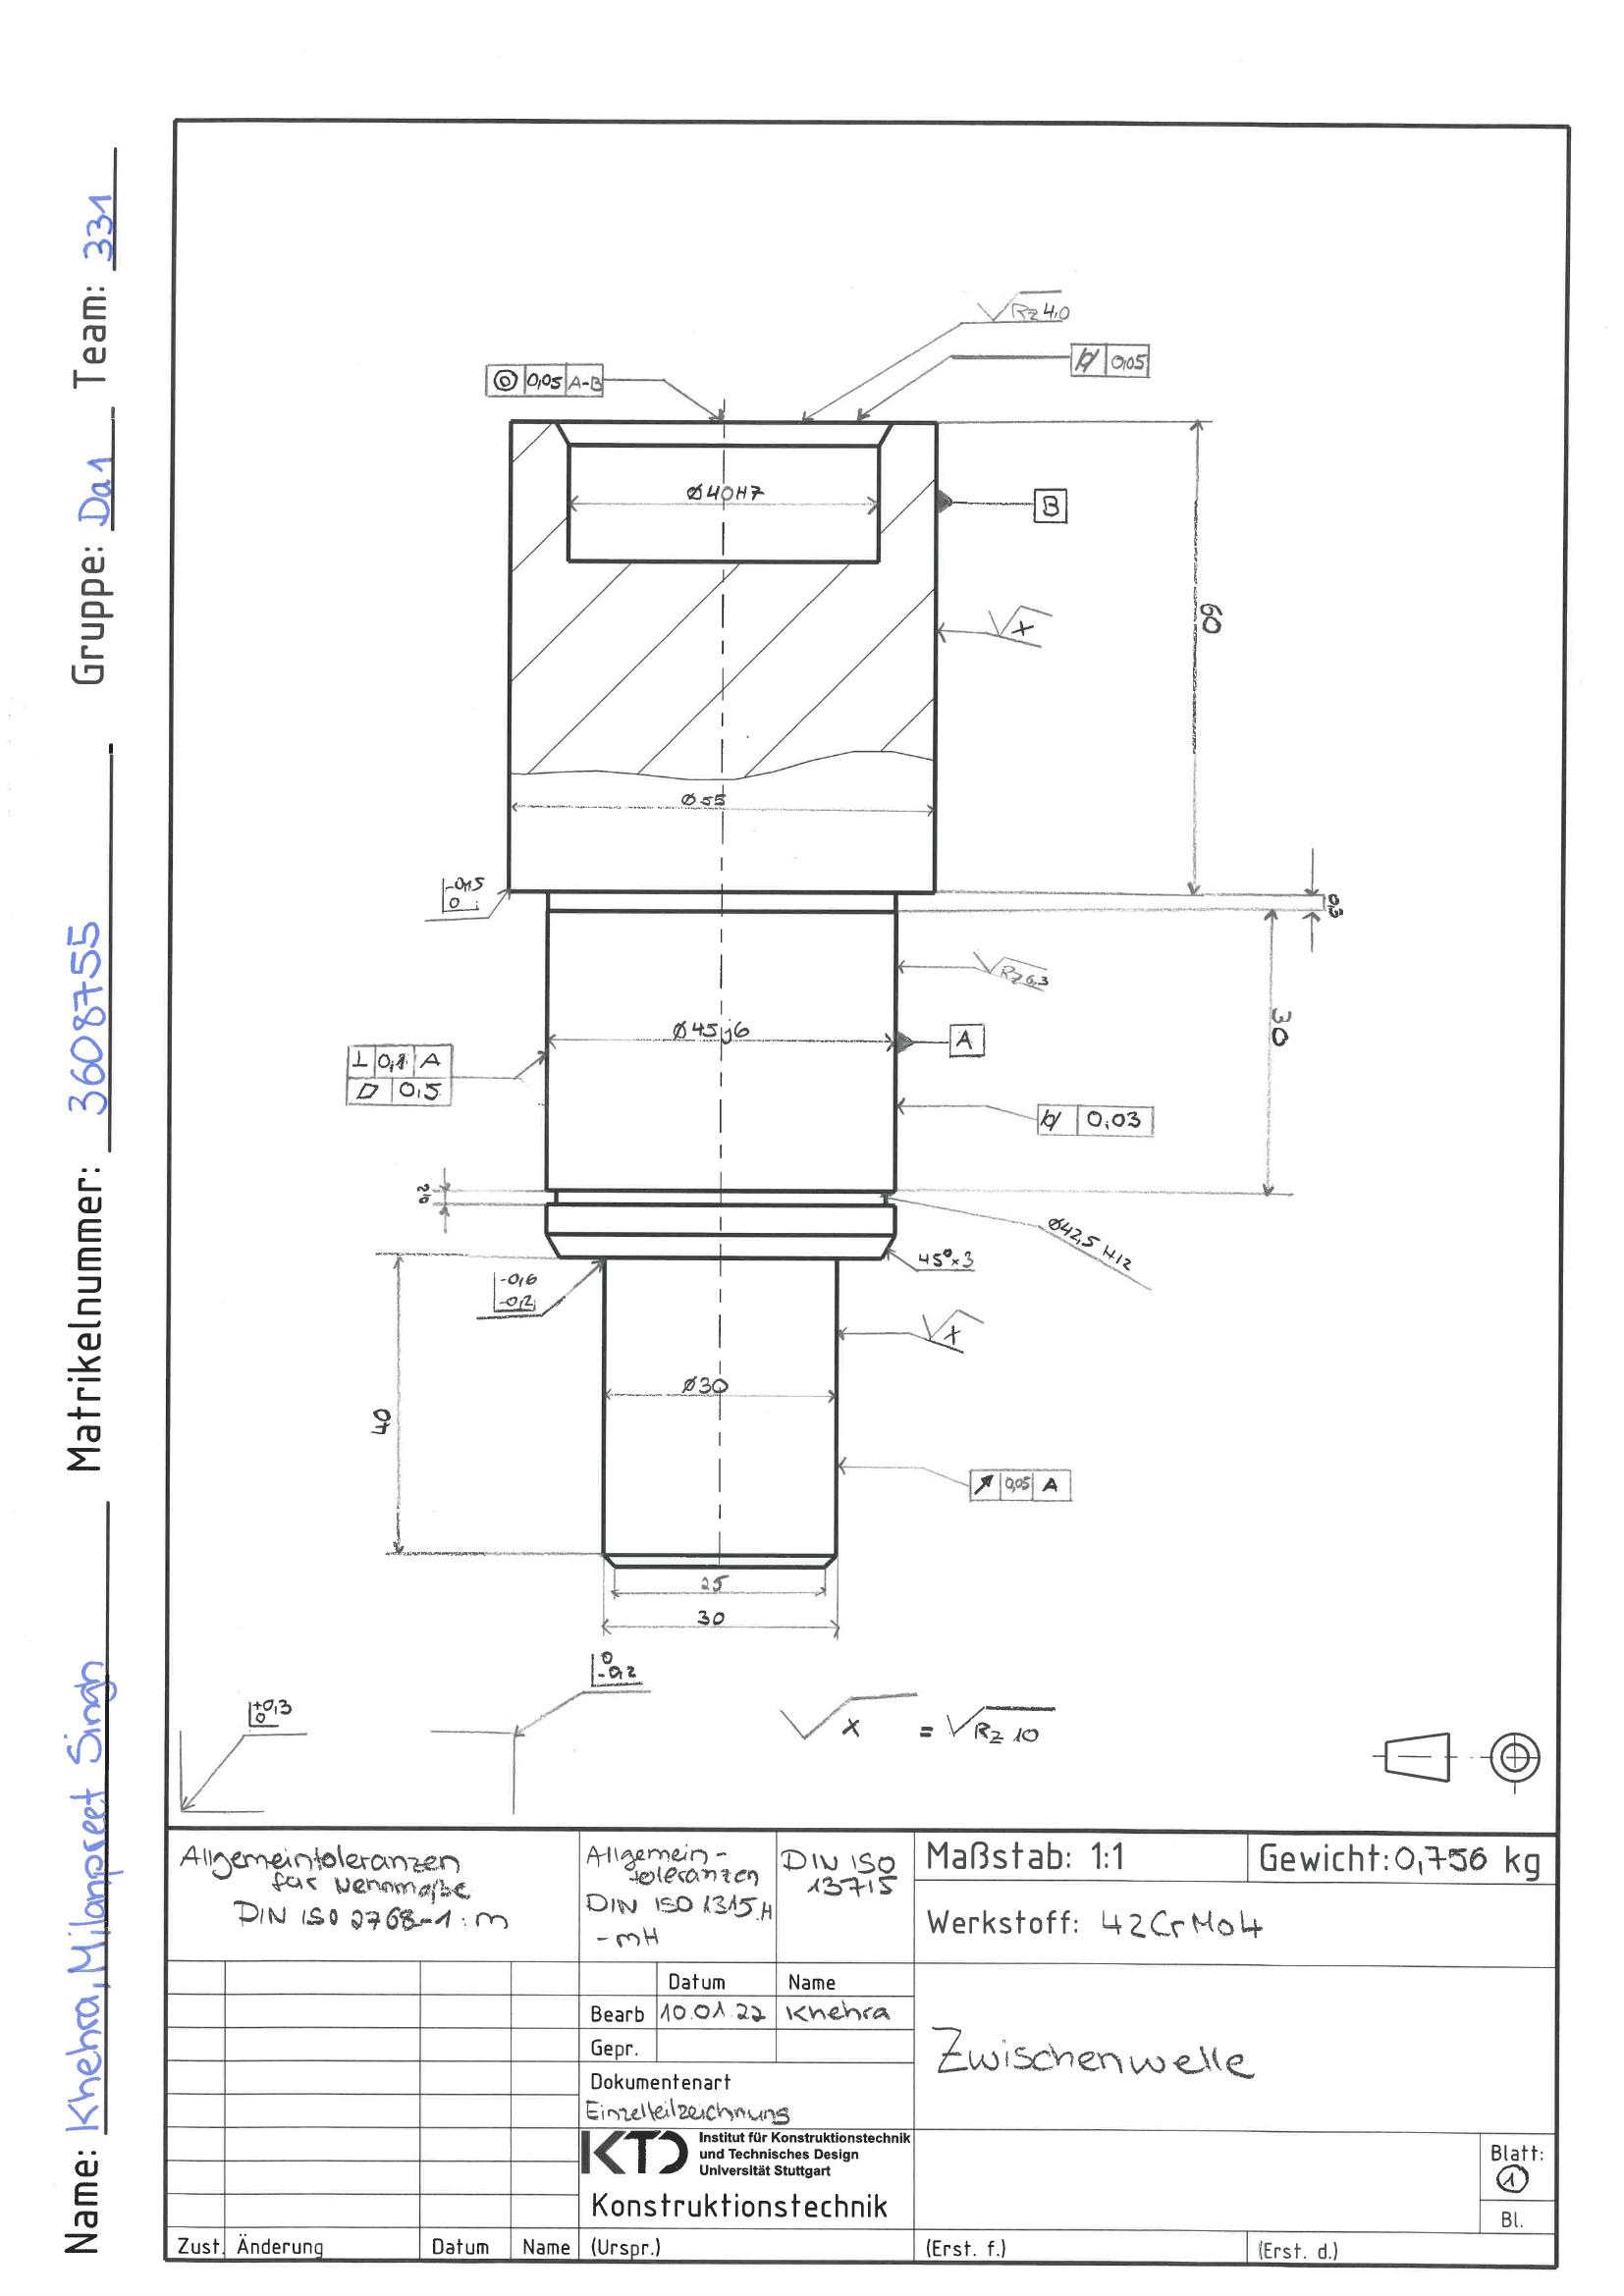 Name: Khehra, Milanpreet Singh Matrikelnummer: 3608755 Gruppe: Da1 Team: 331
√Rz 4,0
⌭ 0,05
◎ 0,05 A-B
Ø40H7
B
√x
60
Ø55
-0,15
0
0,3
√Rz 6.3
Ø45j6
A
30
⊥ 0,1 A
▱ 0,5
⌭ 0,03
Ø42,5 H12
45°×3
-0,6
-0,2
√x
Ø30
40
↗ 0,05 A
25
30
+0,3
0
0
-0,2
√x = √Rz 10
Allgemeintoleranzen
für Nennmaße
DIN ISO 2768-1:m
Allgemein-
toleranzen
DIN ISO 1315.H
-mH
DIN ISO
13715
Maßstab: 1:1
Gewicht: 0,756 kg
Werkstoff: 42CrMo4
Datum Name
Bearb 10.01.22 Khehra
Gepr.
Dokumentenart
Einzelteilzeichnung
Zwischenwelle
KTD
Institut für Konstruktionstechnik
und Technisches Design
Universität Stuttgart
Konstruktionstechnik
Blatt:
1
Bl.
Zust. Änderung Datum Name (Urspr.) (Erst. f.) (Erst. d.)